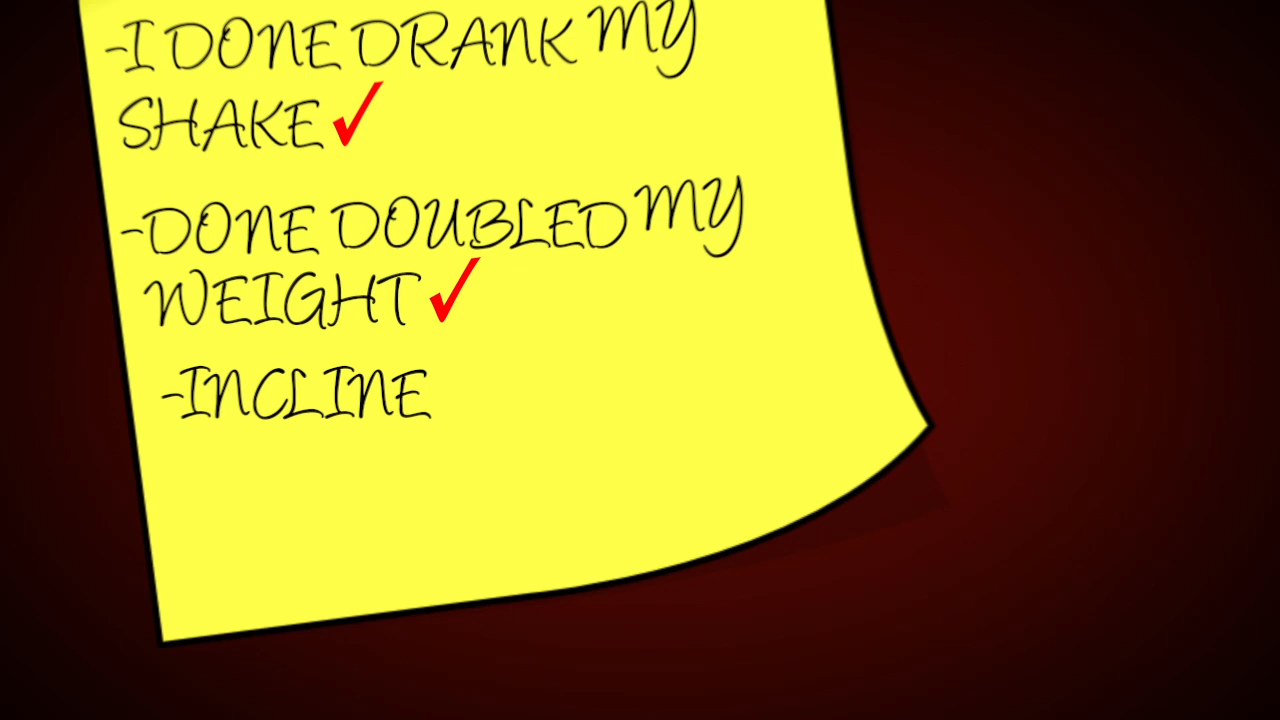 -I DONE DRANK MY
SHAKE ✓
-DONE DOUBLED MY
WEIGHT ✓
-INCLINE